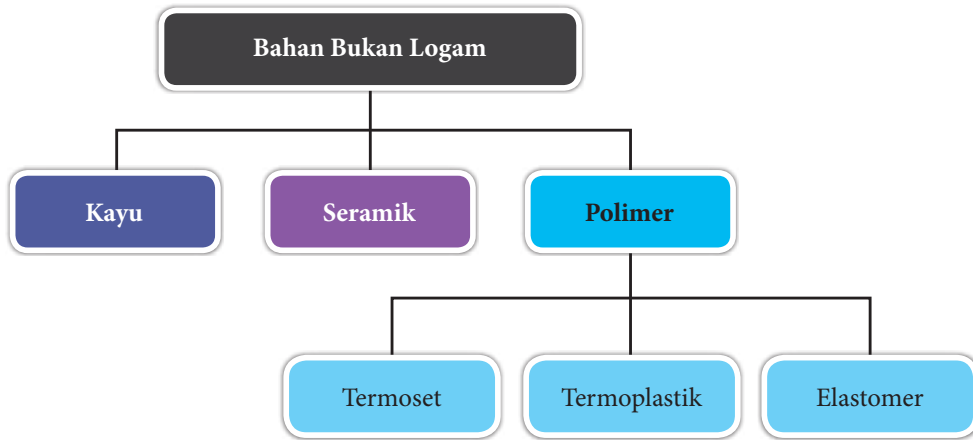 Bahan Bukan Logam
Kayu
Seramik
Polimer
Termoset
Termoplastik
Elastomer